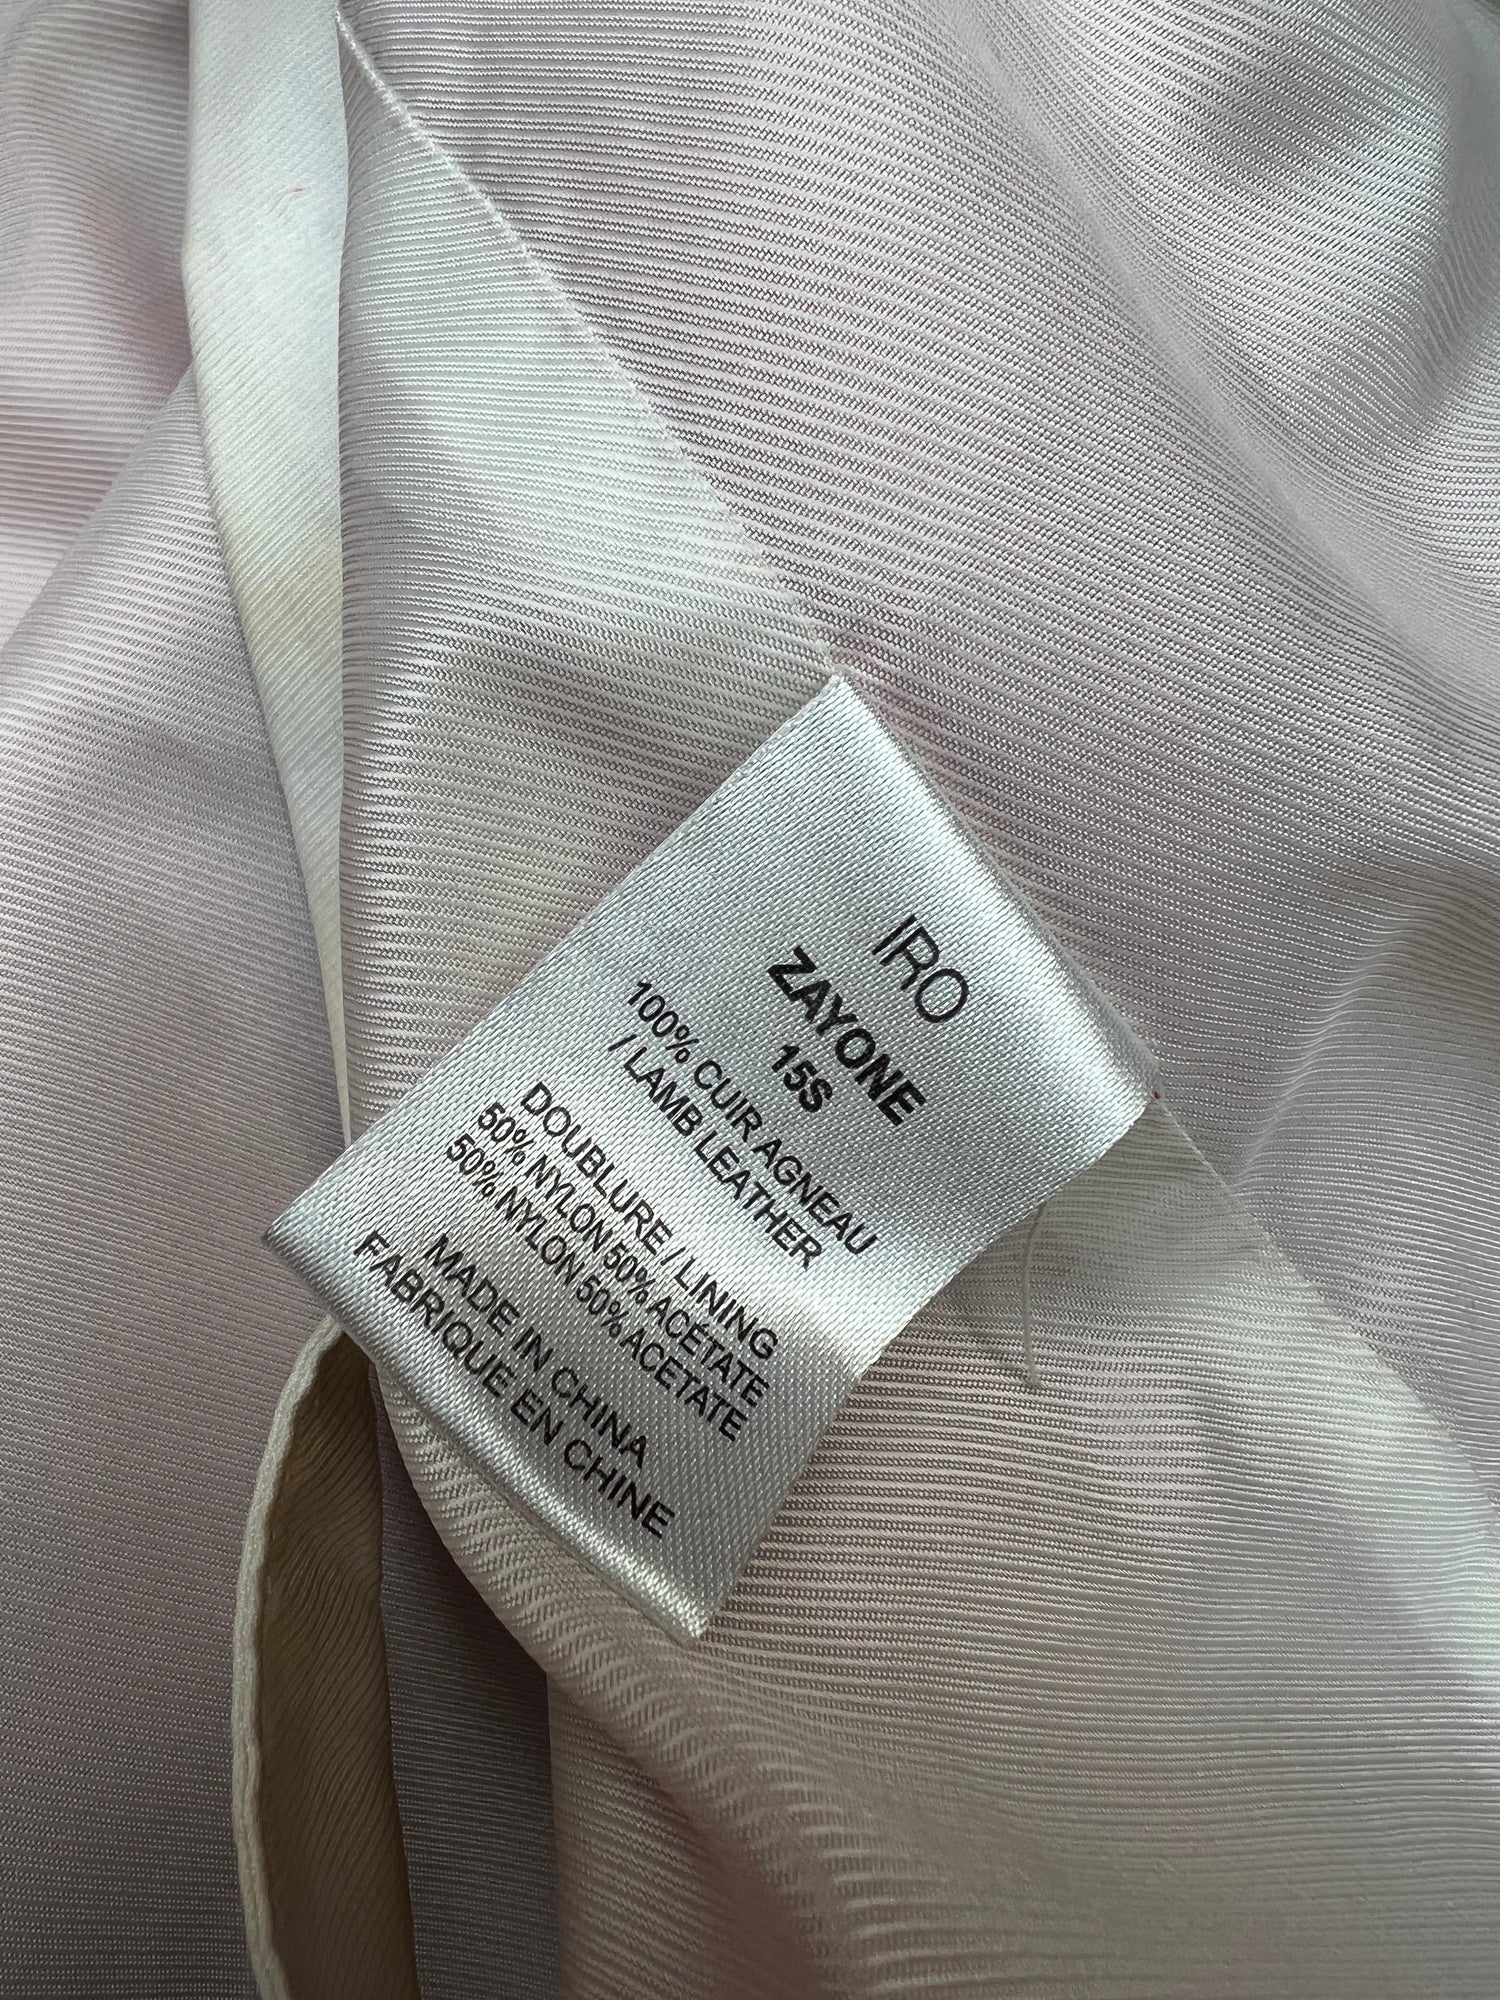 IRO
ZAYONE
15S
100% CUIR AGNEAU
/ LAMB LEATHER
DOUBLURE / LINING
50% NYLON 50% ACÉTATE
50% NYLON 50% ACETATE
MADE IN CHINA
FABRIQUE EN CHINE